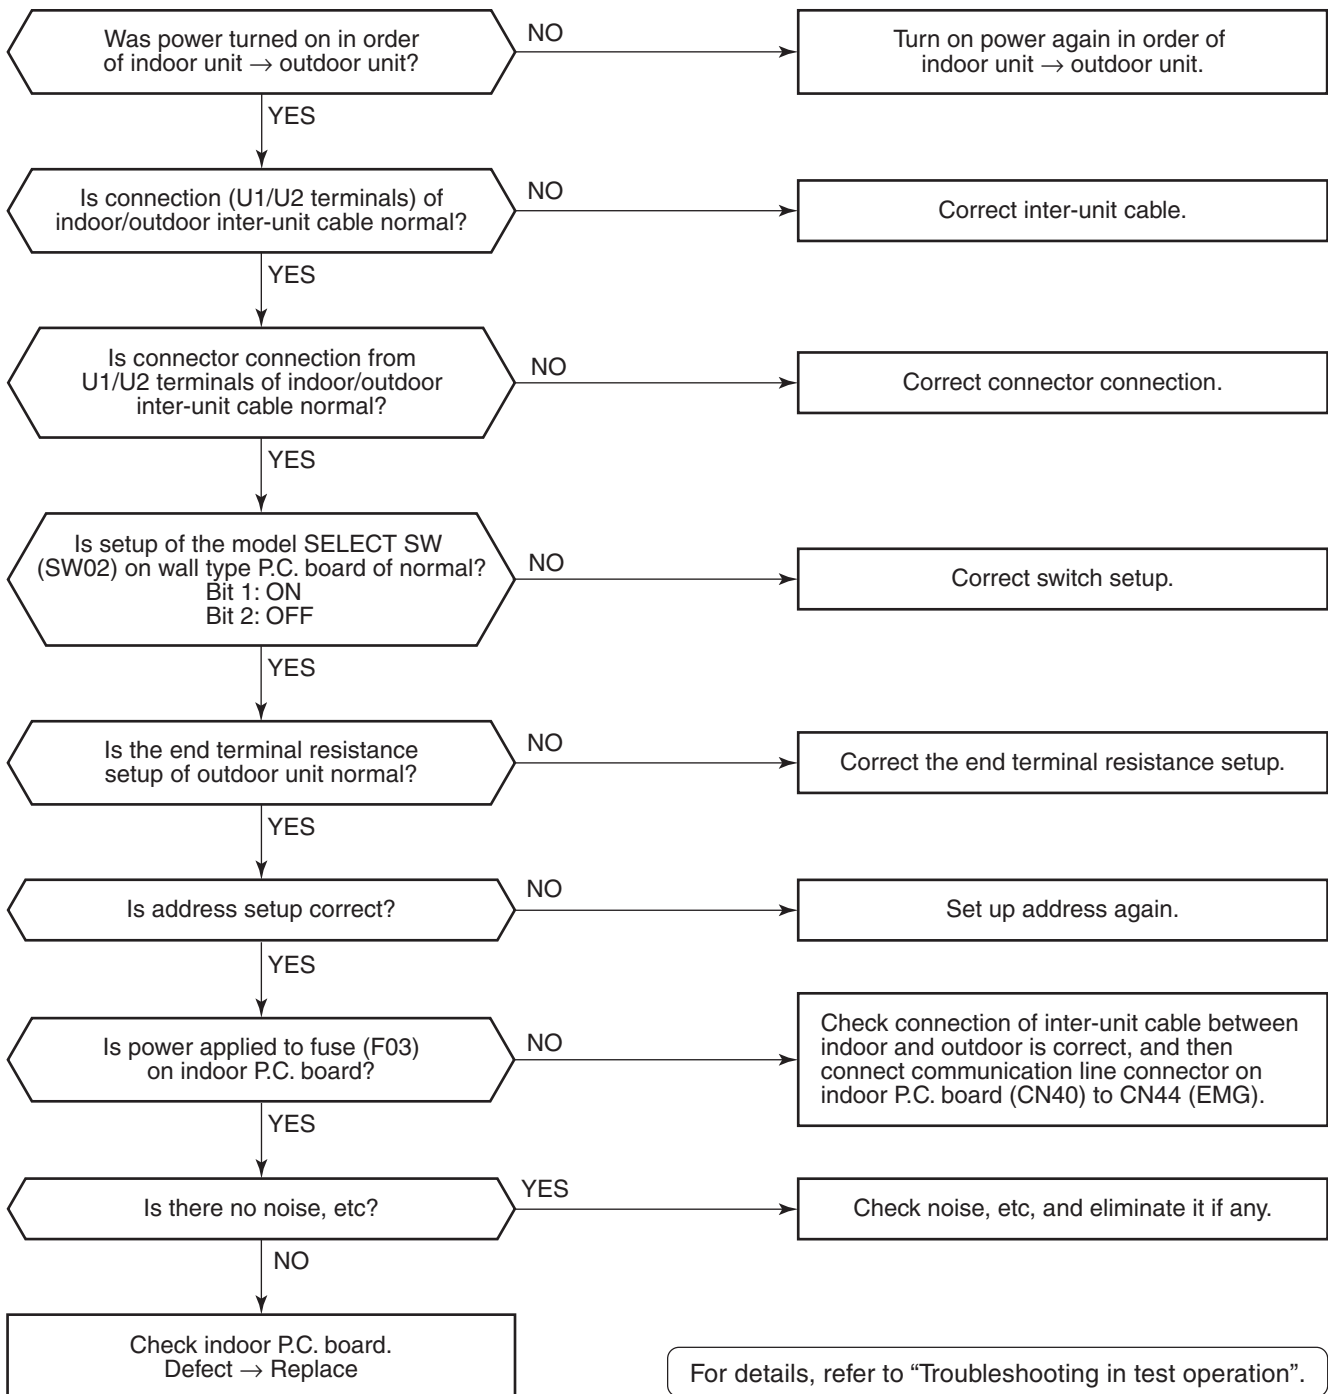 Was power turned on in order
of indoor unit → outdoor unit?
NO
Turn on power again in order of
indoor unit → outdoor unit.
YES
Is connection (U1/U2 terminals) of
indoor/outdoor inter-unit cable normal?
NO
Correct inter-unit cable.
YES
Is connector connection from
U1/U2 terminals of indoor/outdoor
inter-unit cable normal?
NO
Correct connector connection.
YES
Is setup of the model SELECT SW
(SW02) on wall type P.C. board of normal?
Bit 1: ON
Bit 2: OFF
NO
Correct switch setup.
YES
Is the end terminal resistance
setup of outdoor unit normal?
NO
Correct the end terminal resistance setup.
YES
Is address setup correct?
NO
Set up address again.
YES
Is power applied to fuse (F03)
on indoor P.C. board?
NO
Check connection of inter-unit cable between
indoor and outdoor is correct, and then
connect communication line connector on
indoor P.C. board (CN40) to CN44 (EMG).
YES
Is there no noise, etc?
YES
Check noise, etc, and eliminate it if any.
NO
Check indoor P.C. board.
Defect → Replace
For details, refer to “Troubleshooting in test operation”.